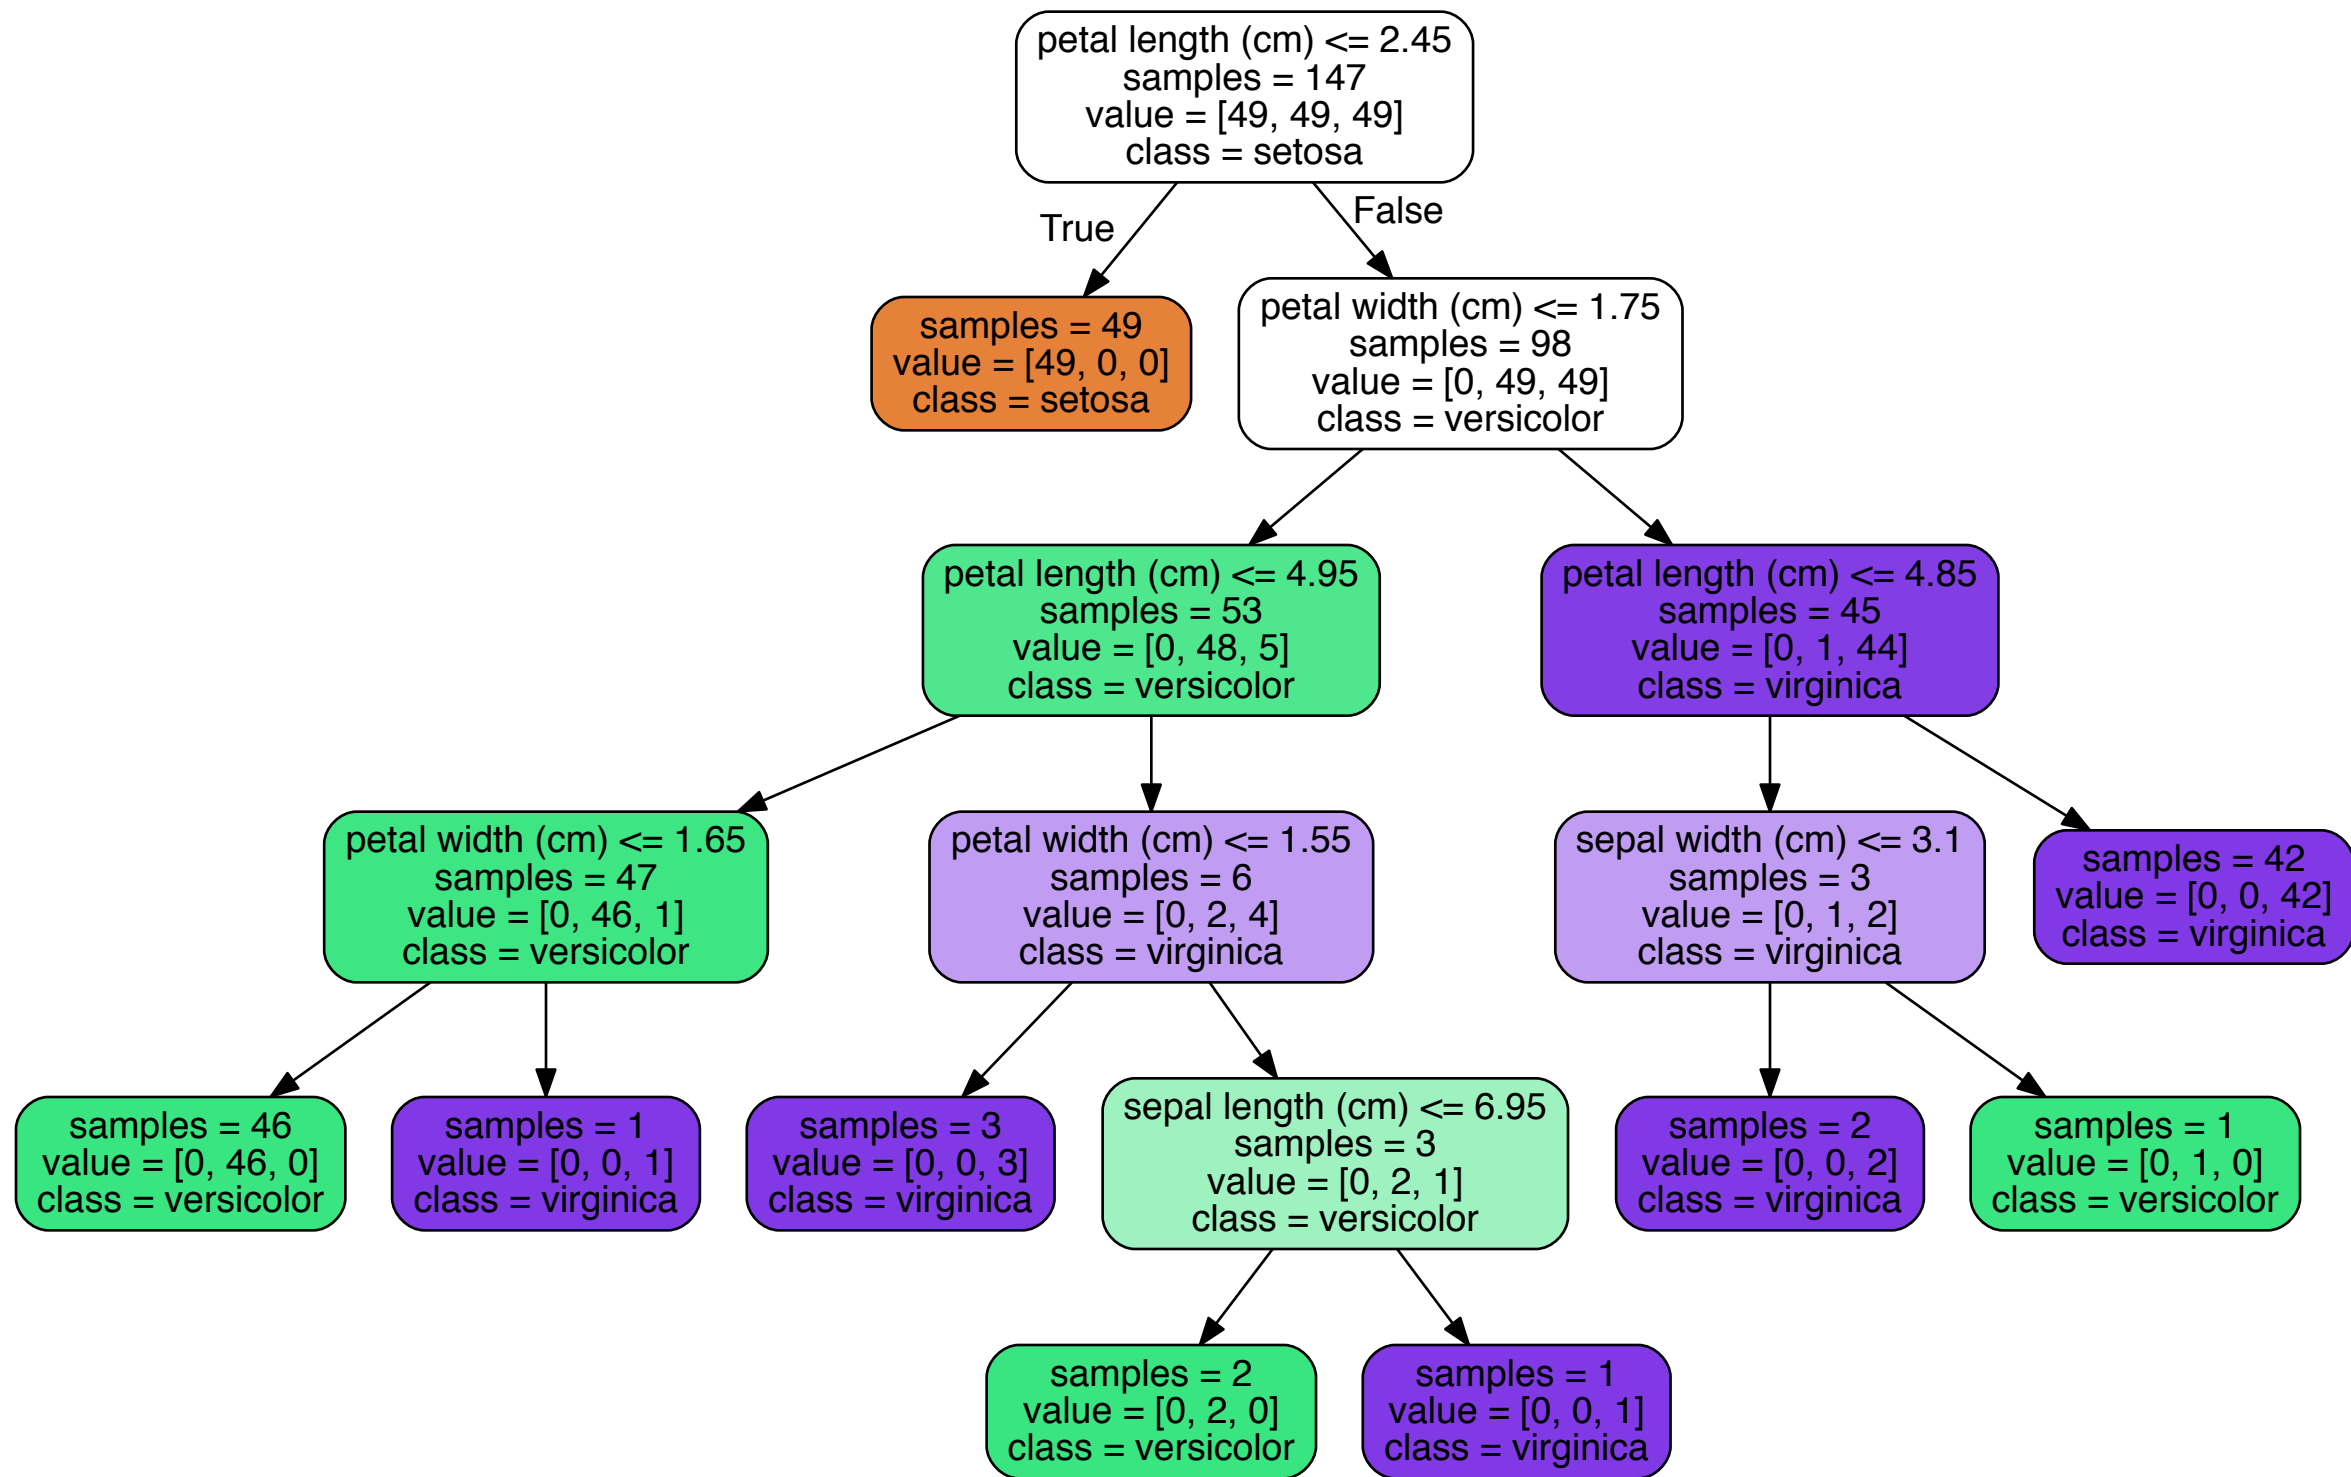 petal length (cm) <= 2.45
samples = 147
value = [49, 49, 49]
class = setosa
True
False
samples = 49
value = [49, 0, 0]
class = setosa
petal width (cm) <= 1.75
samples = 98
value = [0, 49, 49]
class = versicolor
petal length (cm) <= 4.95
samples = 53
value = [0, 48, 5]
class = versicolor
petal length (cm) <= 4.85
samples = 45
value = [0, 1, 44]
class = virginica
petal width (cm) <= 1.65
samples = 47
value = [0, 46, 1]
class = versicolor
petal width (cm) <= 1.55
samples = 6
value = [0, 2, 4]
class = virginica
sepal width (cm) <= 3.1
samples = 3
value = [0, 1, 2]
class = virginica
samples = 42
value = [0, 0, 42]
class = virginica
samples = 46
value = [0, 46, 0]
class = versicolor
samples = 1
value = [0, 0, 1]
class = virginica
samples = 3
value = [0, 0, 3]
class = virginica
sepal length (cm) <= 6.95
samples = 3
value = [0, 2, 1]
class = versicolor
samples = 2
value = [0, 0, 2]
class = virginica
samples = 1
value = [0, 1, 0]
class = versicolor
samples = 2
value = [0, 2, 0]
class = versicolor
samples = 1
value = [0, 0, 1]
class = virginica